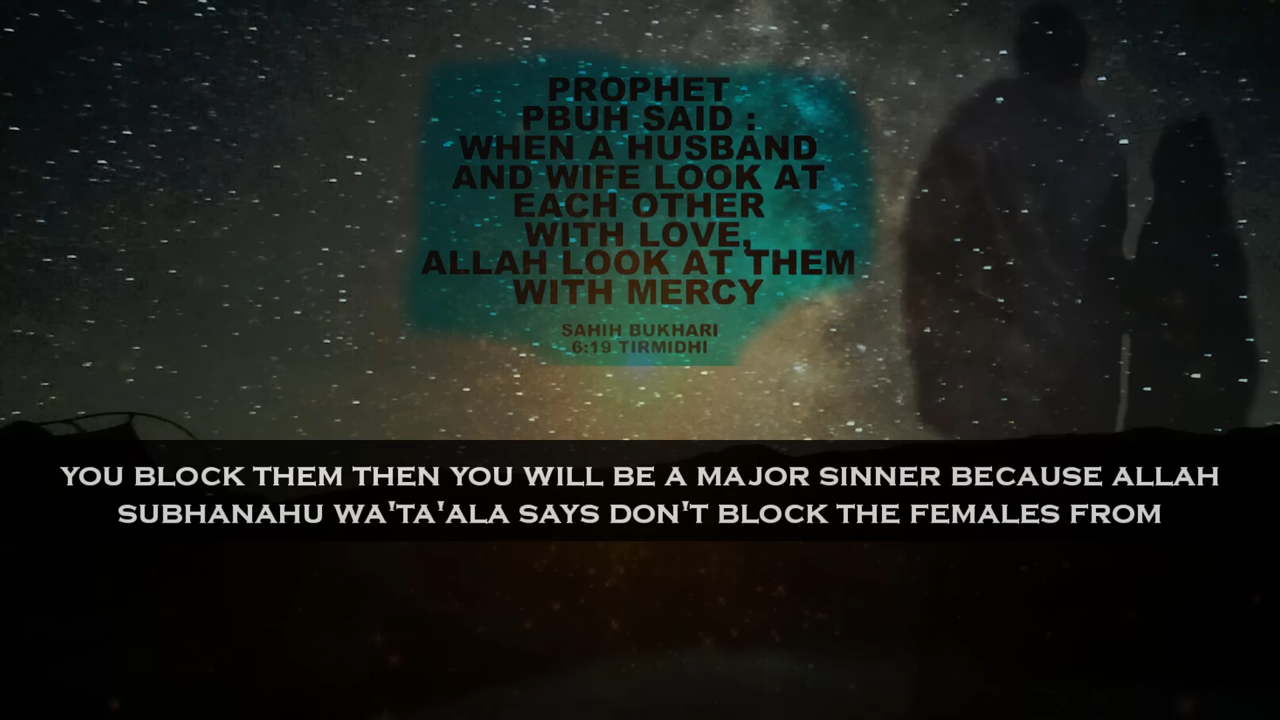 PROPHET
PBUH SAID :
WHEN A HUSBAND
AND WIFE LOOK AT
EACH OTHER
WITH LOVE,
ALLAH LOOK AT THEM
WITH MERCY
SAHIH BUKHARI
6:19 TIRMIDHI
YOU BLOCK THEM THEN YOU WILL BE A MAJOR SINNER BECAUSE ALLAH
SUBHANAHU WA'TA'ALA SAYS DON'T BLOCK THE FEMALES FROM